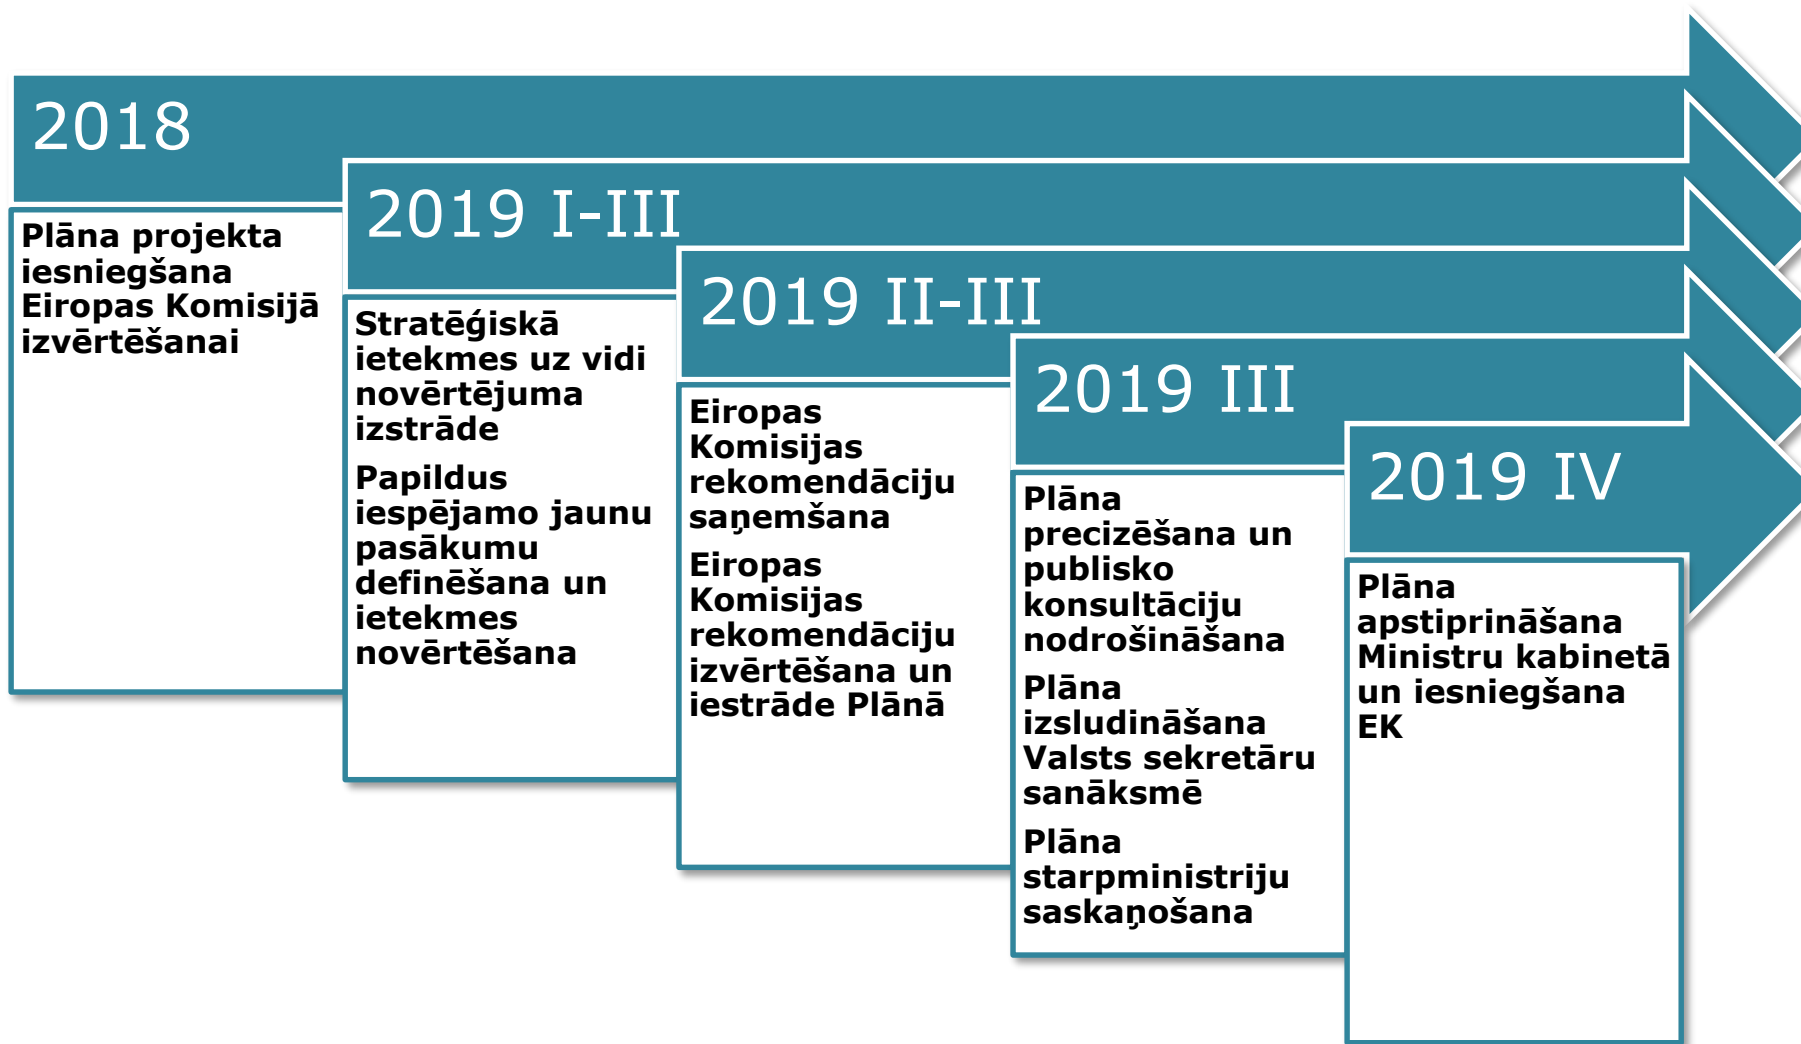 2018
Plāna projekta
iesniegšana
Eiropas Komisijā
izvērtēšanai
2019 I-III
Stratēģiskā
ietekmes uz vidi
novērtējuma
izstrāde
Papildus
iespējamo jaunu
pasākumu
definēšana un
ietekmes
novērtēšana
2019 II-III
Eiropas
Komisijas
rekomendāciju
saņemšana
Eiropas
Komisijas
rekomendāciju
izvērtēšana un
iestrāde Plānā
2019 III
Plāna
precizēšana un
publisko
konsultāciju
nodrošināšana
Plāna
izsludināšana
Valsts sekretāru
sanāksmē
Plāna
starpministriju
saskaņošana
2019 IV
Plāna
apstiprināšana
Ministru kabinetā
un iesniegšana
EK